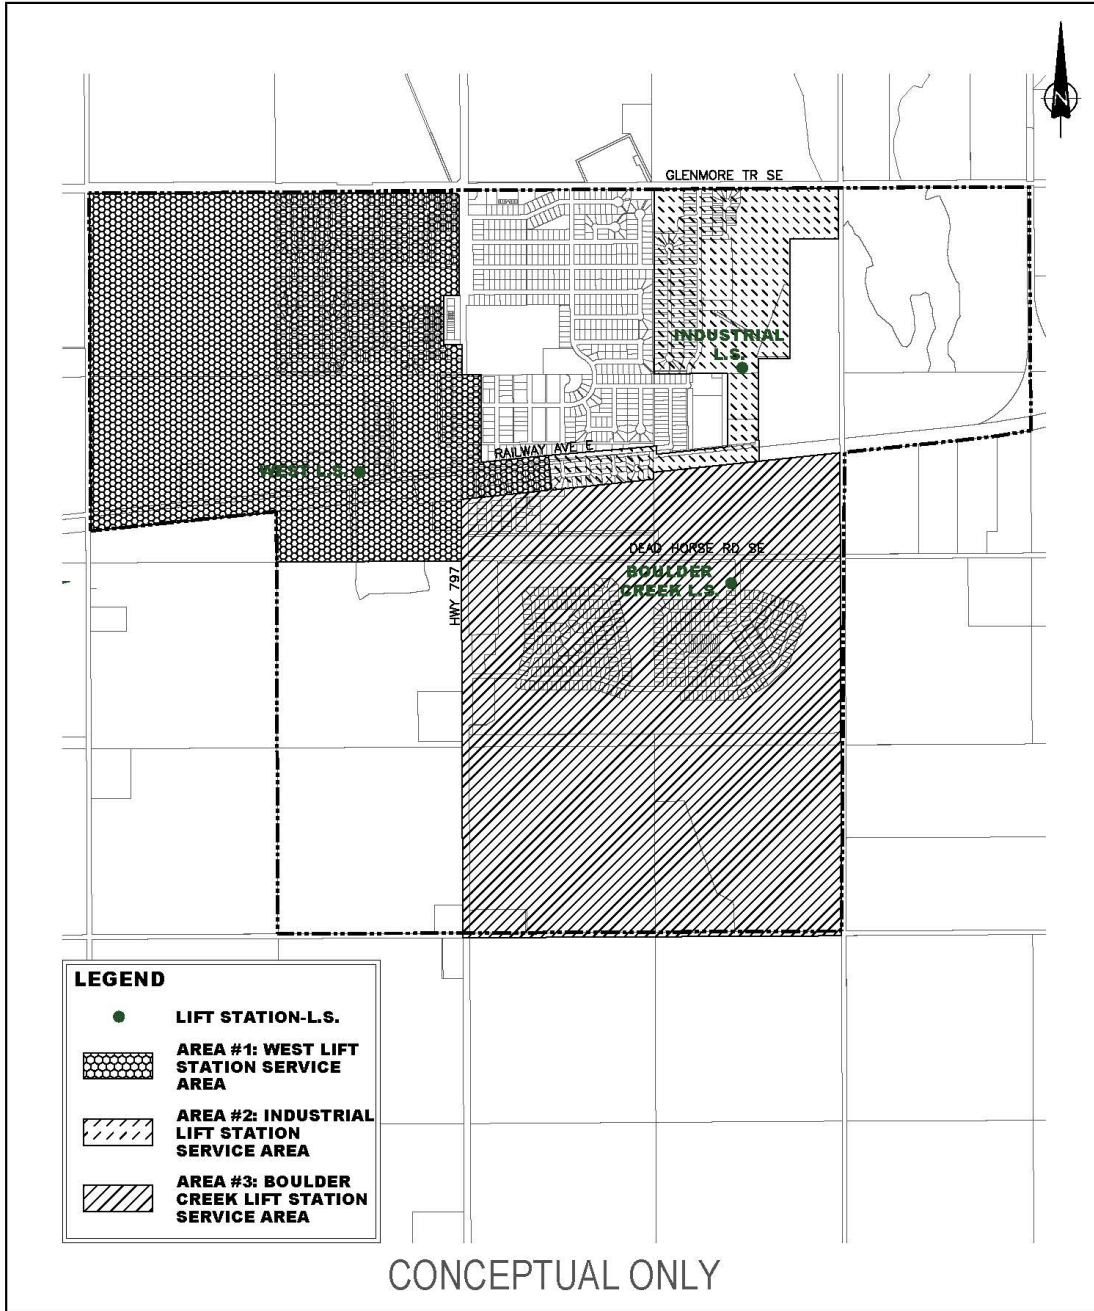 N
GLENMORE TR SE
INDUSTRIAL
L.S.
RAILWAY AVE E
WEST L.S.
DEAD HORSE RD SE
BOULDER
CREEK L.S.
HWY 797
LEGEND
LIFT STATION-L.S.
AREA #1: WEST LIFT
STATION SERVICE
AREA
AREA #2: INDUSTRIAL
LIFT STATION
SERVICE AREA
AREA #3: BOULDER
CREEK LIFT STATION
SERVICE AREA
CONCEPTUAL ONLY